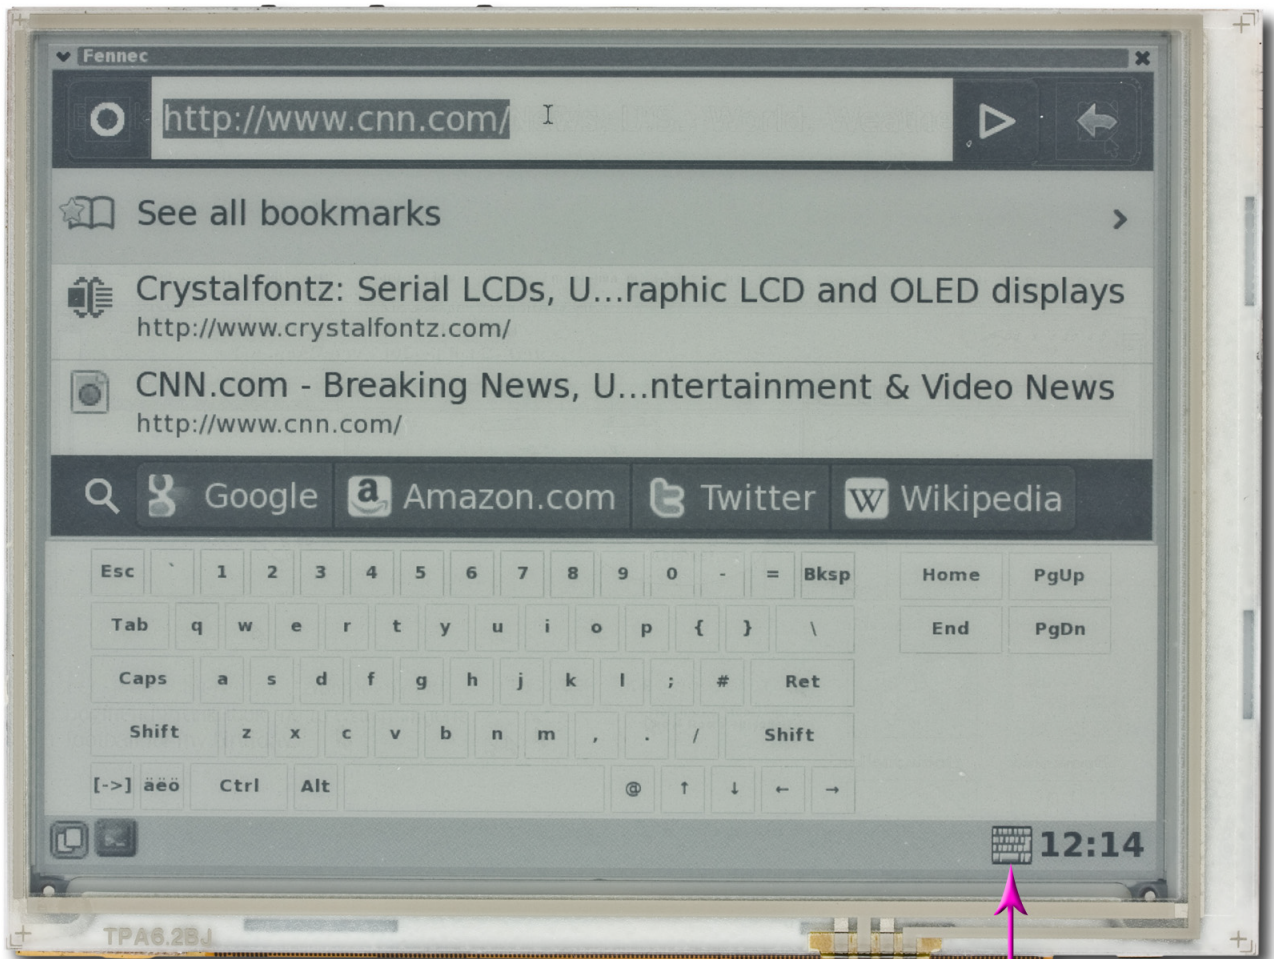 Fennec
http://www.cnn.com/
See all bookmarks
Crystalfontz: Serial LCDs, U...raphic LCD and OLED displays
http://www.crystalfontz.com/
CNN.com - Breaking News, U...ntertainment & Video News
http://www.cnn.com/
Google Amazon.com Twitter Wikipedia
Esc ` 1 2 3 4 5 6 7 8 9 0 - = Bksp Home PgUp
Tab q w e r t y u i o p { } \ End PgDn
Caps a s d f g h j k l ; # Ret
Shift z x c v b n m , . / Shift
[->] äëö Ctrl Alt @ ↑ ↓ ← →
12:14
TPA6.2BJ